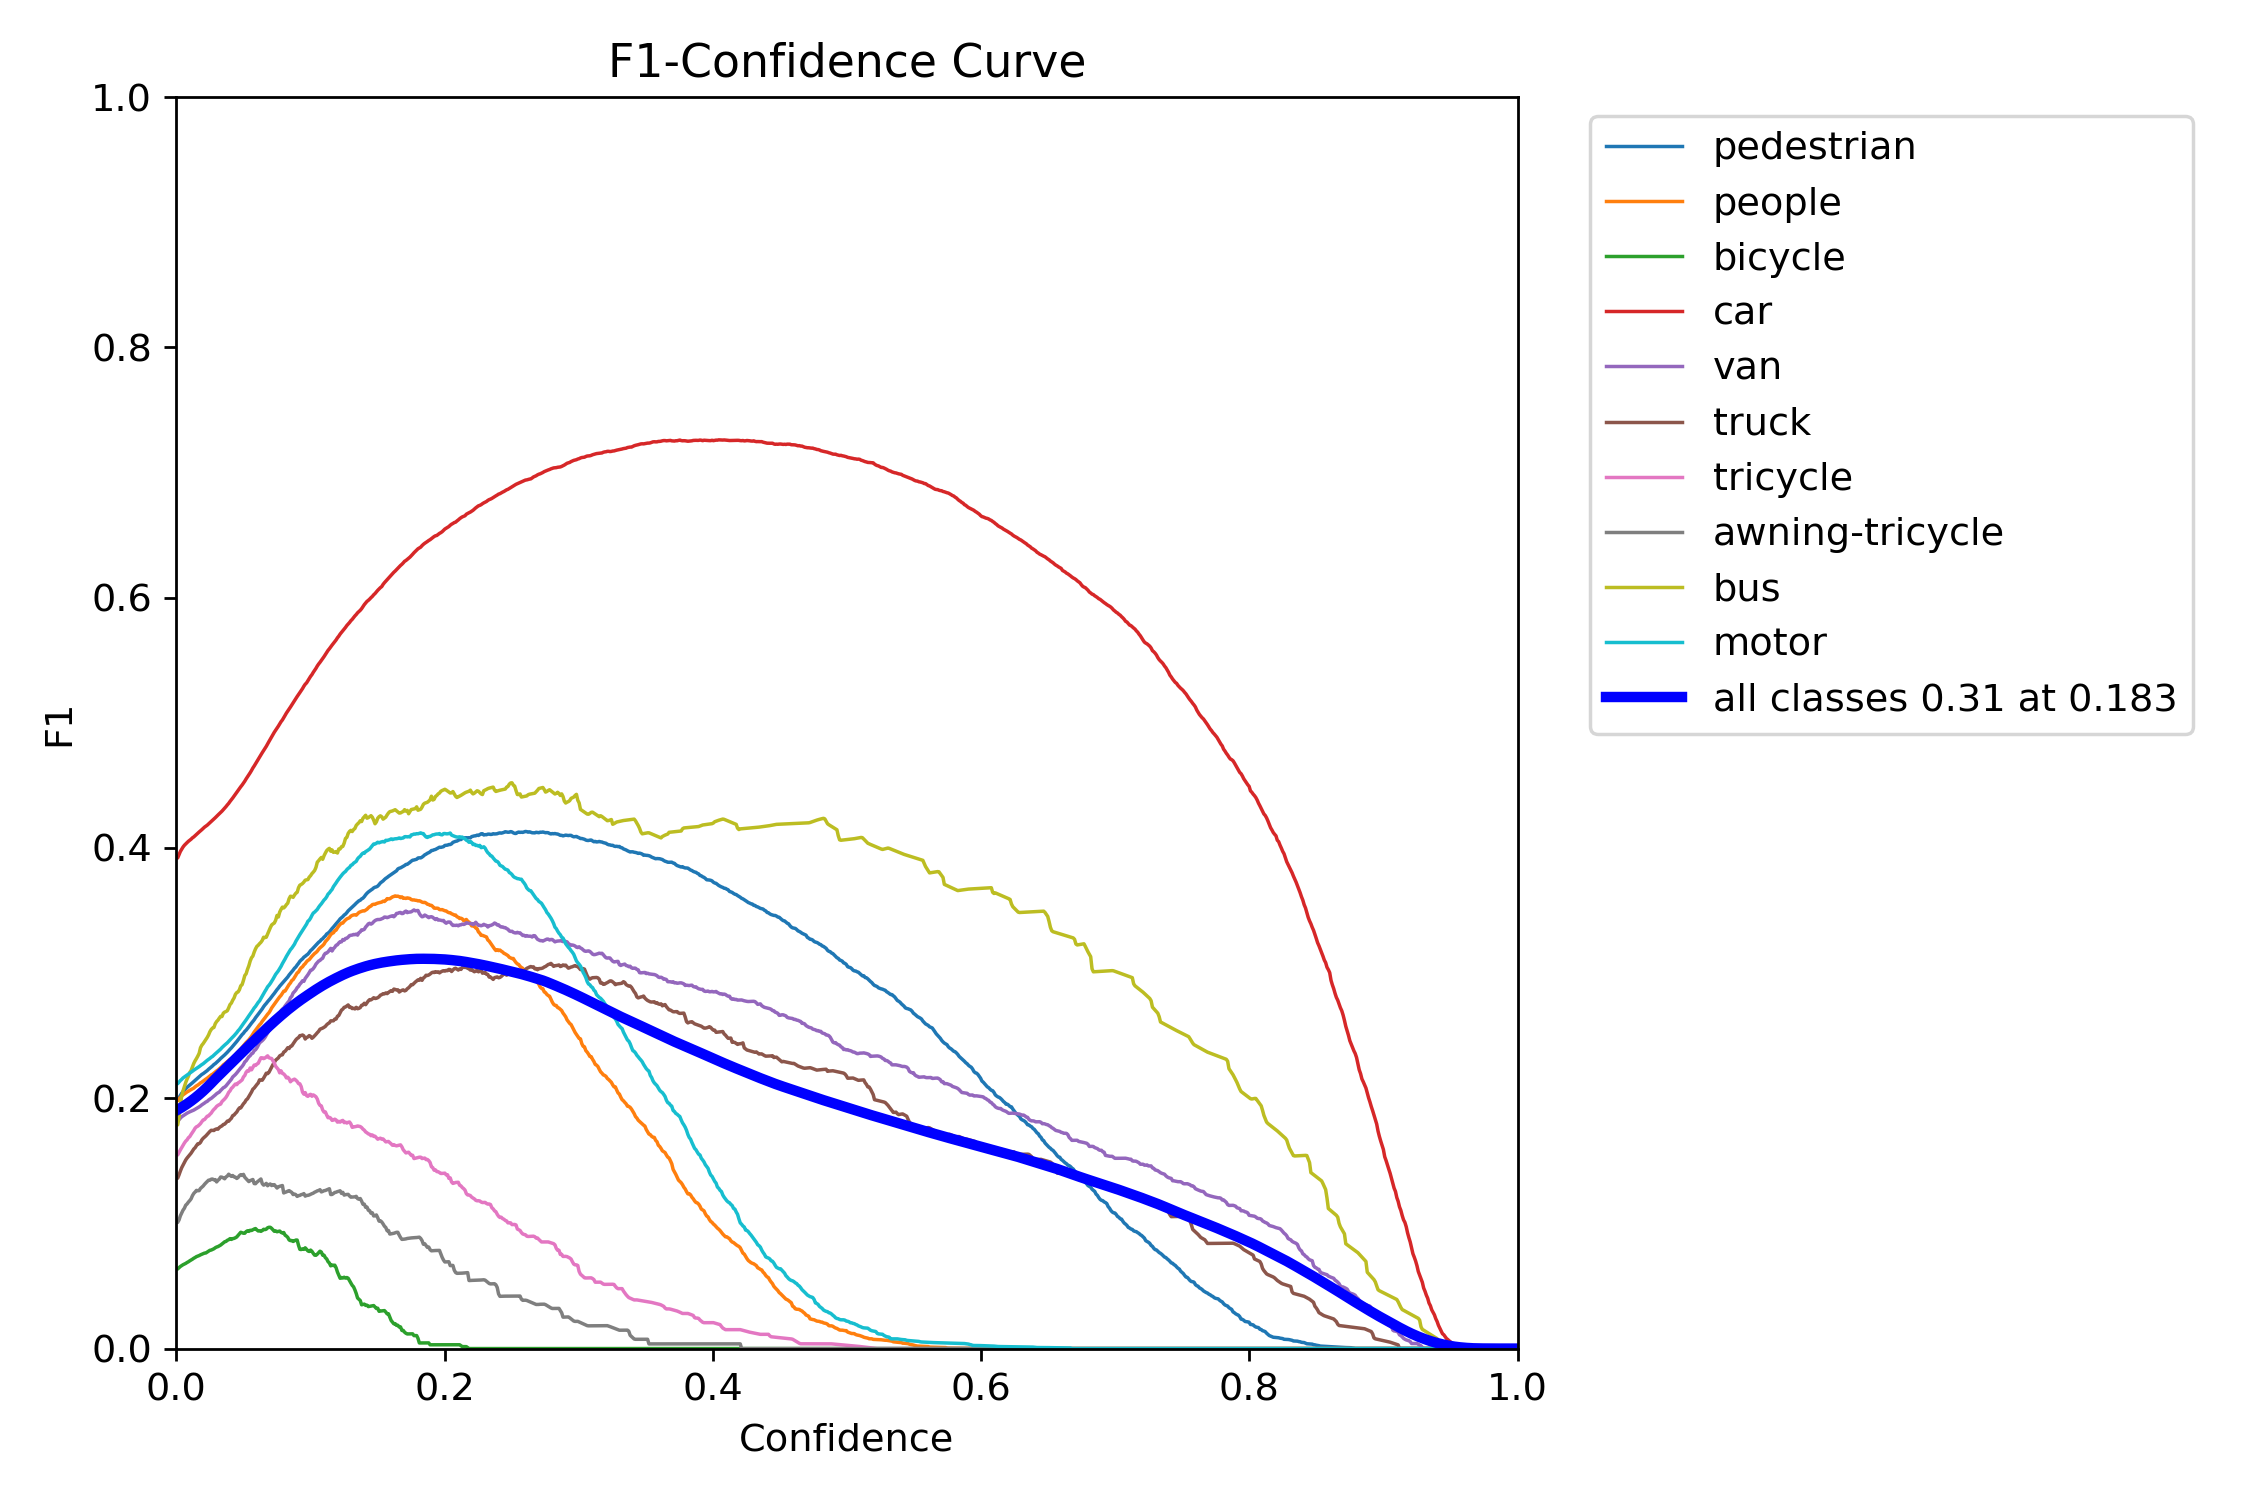 F1-Confidence Curve
1.0
0.8
0.6
0.4
0.2
0.0
F1
0.0 0.2 0.4 0.6 0.8 1.0
Confidence
pedestrian
people
bicycle
car
van
truck
tricycle
awning-tricycle
bus
motor
all classes 0.31 at 0.183